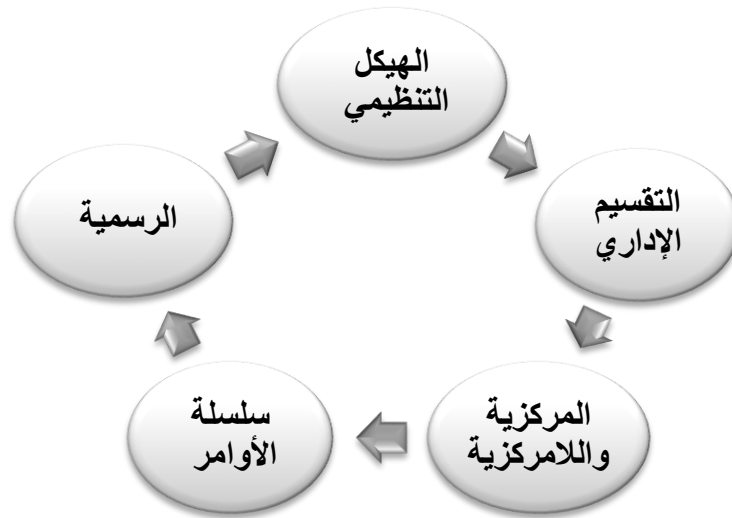 الهيكل
التنظيمي
التقسيم
الإداري
المركزية
واللامركزية
سلسلة
الأوامر
الرسمية